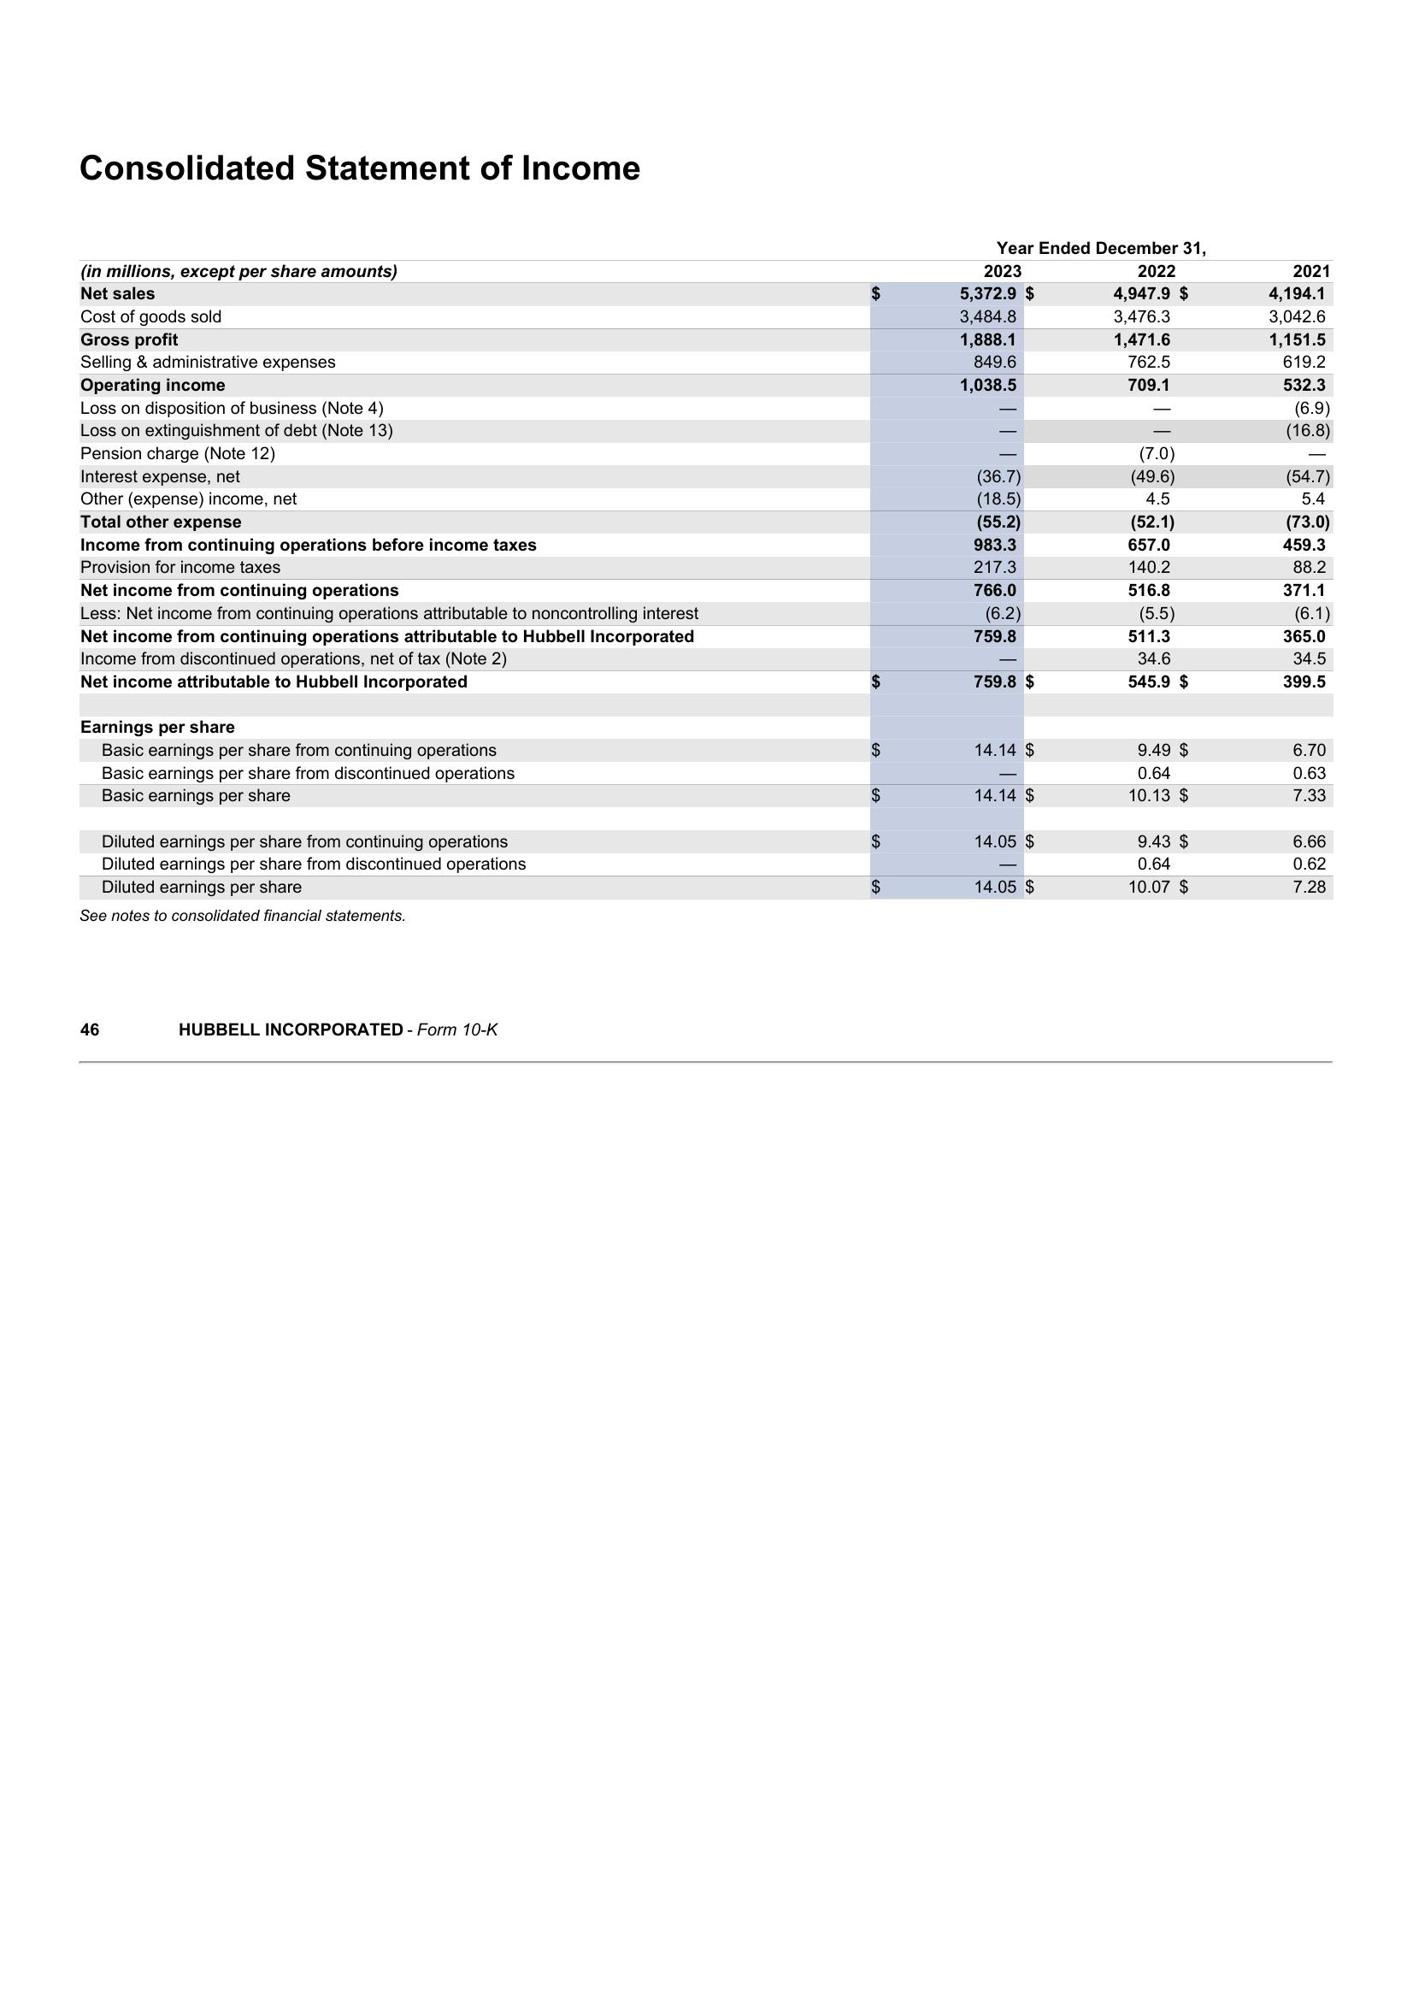 Consolidated Statement of Income
Year Ended December 31,
(in millions, except per share amounts) 2023 2022 2021
Net sales $ 5,372.9 $ 4,947.9 $ 4,194.1
Cost of goods sold 3,484.8 3,476.3 3,042.6
Gross profit 1,888.1 1,471.6 1,151.5
Selling & administrative expenses 849.6 762.5 619.2
Operating income 1,038.5 709.1 532.3
Loss on disposition of business (Note 4) — — (6.9)
Loss on extinguishment of debt (Note 13) — — (16.8)
Pension charge (Note 12) — (7.0) —
Interest expense, net (36.7) (49.6) (54.7)
Other (expense) income, net (18.5) 4.5 5.4
Total other expense (55.2) (52.1) (73.0)
Income from continuing operations before income taxes 983.3 657.0 459.3
Provision for income taxes 217.3 140.2 88.2
Net income from continuing operations 766.0 516.8 371.1
Less: Net income from continuing operations attributable to noncontrolling interest (6.2) (5.5) (6.1)
Net income from continuing operations attributable to Hubbell Incorporated 759.8 511.3 365.0
Income from discontinued operations, net of tax (Note 2) — 34.6 34.5
Net income attributable to Hubbell Incorporated $ 759.8 $ 545.9 $ 399.5
Earnings per share
Basic earnings per share from continuing operations $ 14.14 $ 9.49 $ 6.70
Basic earnings per share from discontinued operations — 0.64 0.63
Basic earnings per share $ 14.14 $ 10.13 $ 7.33
Diluted earnings per share from continuing operations $ 14.05 $ 9.43 $ 6.66
Diluted earnings per share from discontinued operations — 0.64 0.62
Diluted earnings per share $ 14.05 $ 10.07 $ 7.28
See notes to consolidated financial statements.
46 HUBBELL INCORPORATED - Form 10-K